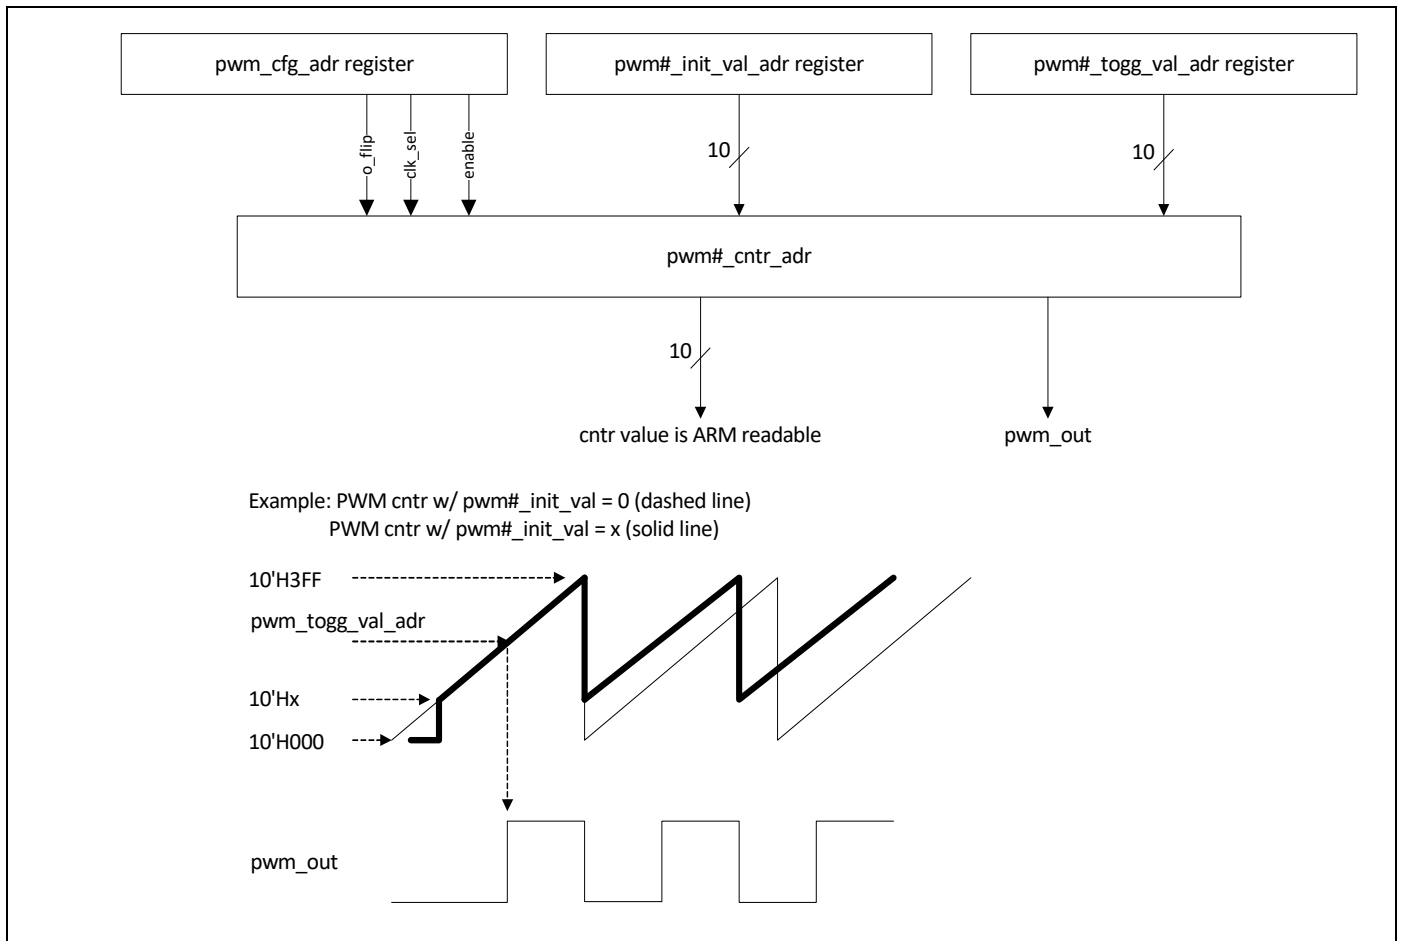 pwm_cfg_adr register
pwm#_init_val_adr register
pwm#_togg_val_adr register
o_flip
clk_sel
enable
10
10
pwm#_cntr_adr
10
cntr value is ARM readable
pwm_out
Example: PWM cntr w/ pwm#_init_val = 0 (dashed line)
PWM cntr w/ pwm#_init_val = x (solid line)
10'H3FF
pwm_togg_val_adr
10'Hx
10'H000
pwm_out